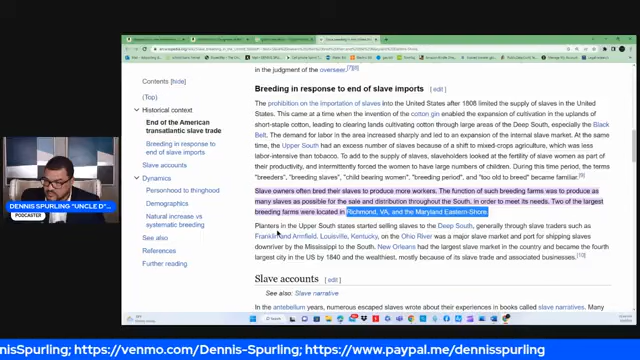 in the judgment of the overseer.[7][8]
Contents [hide]
(Top)
Historical context
End of the American
transatlantic slave trade
Breeding in response to
end of slave imports
Slave accounts
Dynamics
Personhood to thinghood
Demographics
Natural increase vs
systematic breeding
See also
References
Further reading
Breeding in response to end of slave imports [ edit ]
The prohibition on the importation of slaves into the United States after 1808 limited the supply of slaves in the United
States. This came at a time when the invention of the cotton gin enabled the expansion of cultivation in the uplands of
short-staple cotton, leading to clearing lands cultivating cotton through large areas of the Deep South, especially the Black
Belt. The demand for labor in the area increased sharply and led to an expansion of the internal slave market. At the same
time, the Upper South had an excess number of slaves because of a shift to mixed-crops agriculture, which was less
labor-intensive than tobacco. To add to the supply of slaves, slaveholders looked at the fertility of slave women as part of
their productivity, and intermittently forced the women to have large numbers of children. During this time period, the terms
"breeders", "breeding slaves", "child bearing women", "breeding period", and "too old to breed" became familiar.[9]
Slave owners often bred their slaves to produce more workers. The function of such breeding farms was to produce as
many slaves as possible for the sale and distribution throughout the South, in order to meet its needs. Two of the largest
breeding farms were located in Richmond, VA, and the Maryland Eastern Shore.
Planters in the Upper South states started selling slaves to the Deep South, generally through slave traders such as
Franklin and Armfield. Louisville, Kentucky, on the Ohio River was a major slave market and port for shipping slaves
downriver by the Mississippi to the South. New Orleans had the largest slave market in the country and became the fourth
largest city in the US by 1840 and the wealthiest, mostly because of its slave trade and associated businesses.[10]
Slave accounts [ edit ]
See also: Slave narrative
In the antebellum years, numerous escaped slaves wrote about their experiences in books called slave narratives. Many
DENNIS SPURLING "UNCLE D"
PODCASTER
nisSpurling; https://venmo.com/Dennis-Spurling; https://www.paypal.me/dennisspurling